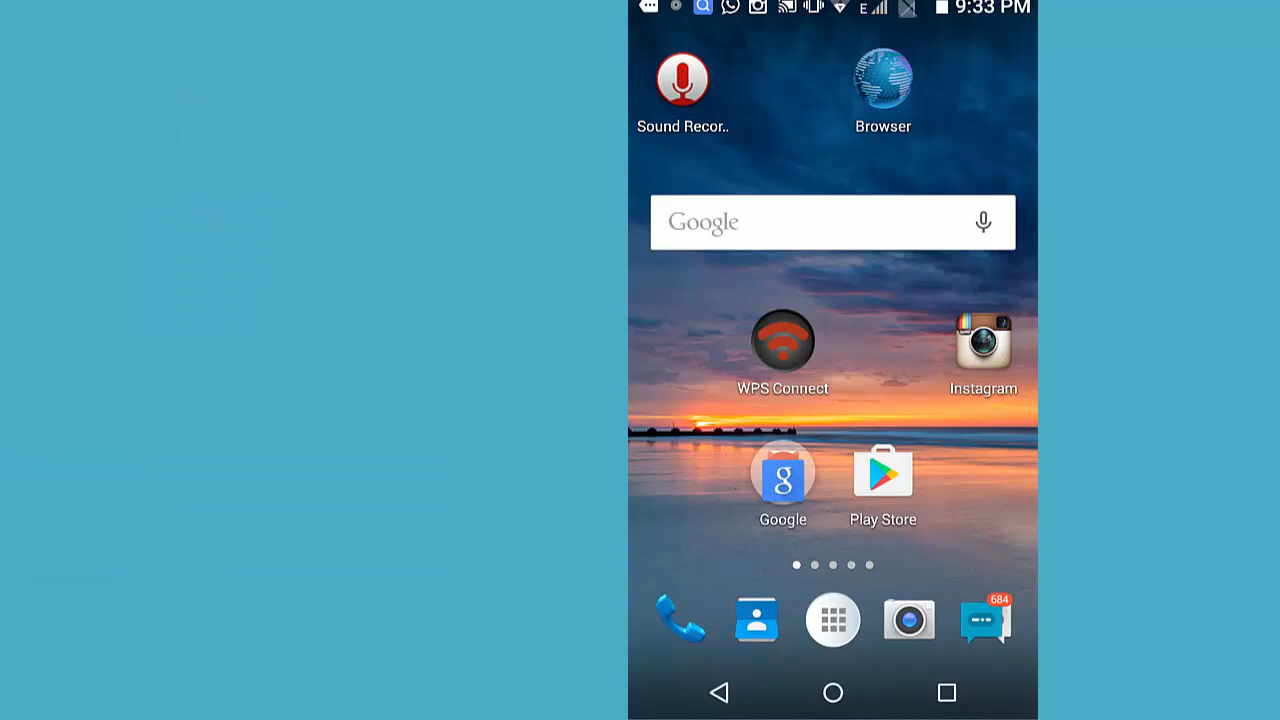 E
9:33 PM
Sound Recor..
Browser
Google
WPS Connect
Instagram
g
Google
Play Store
684